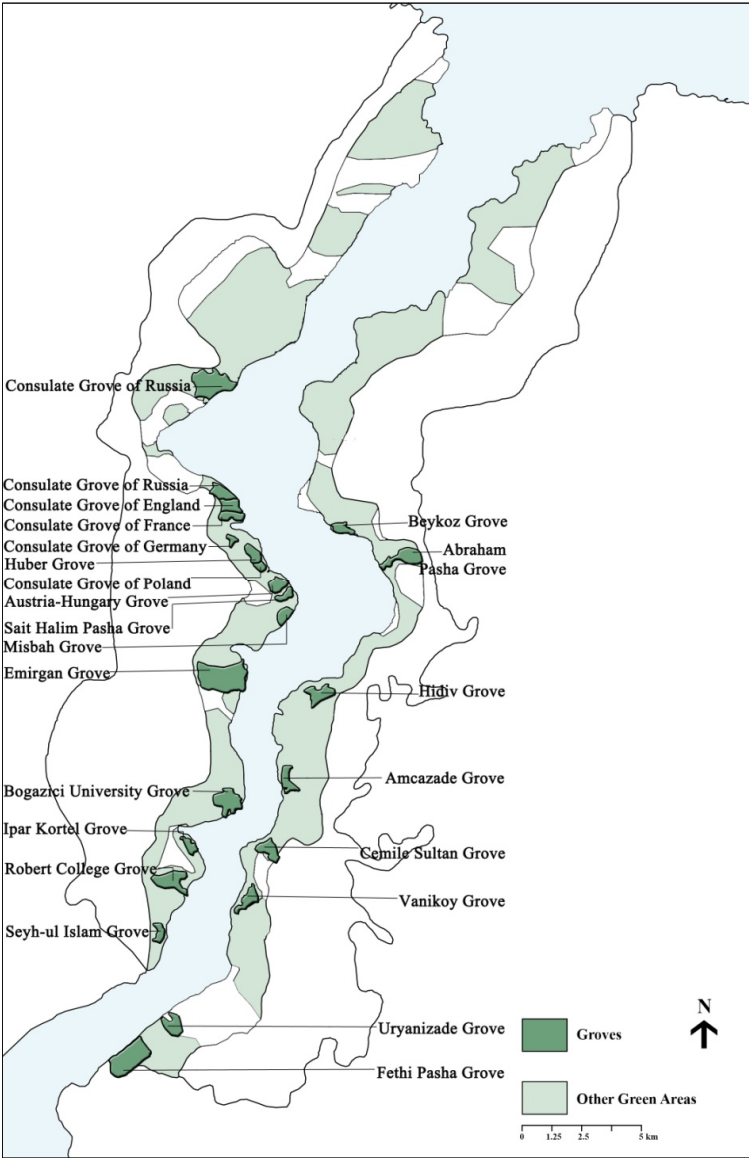 Consulate Grove of Russia
Consulate Grove of Russia
Consulate Grove of England
Consulate Grove of France
Consulate Grove of Germany
Huber Grove
Consulate Grove of Poland
Austria-Hungary Grove
Sait Halim Pasha Grove
Misbah Grove
Emirgan Grove
Bogazici University Grove
Ipar Kortel Grove
Robert College Grove
Seyh-ul Islam Grove
Beykoz Grove
Abraham
Pasha Grove
Hidiv Grove
Amcazade Grove
Cemile Sultan Grove
Vanikoy Grove
Uryanizade Grove
Fethi Pasha Grove
N
Groves
Other Green Areas
0 1.25 2.5 5 km